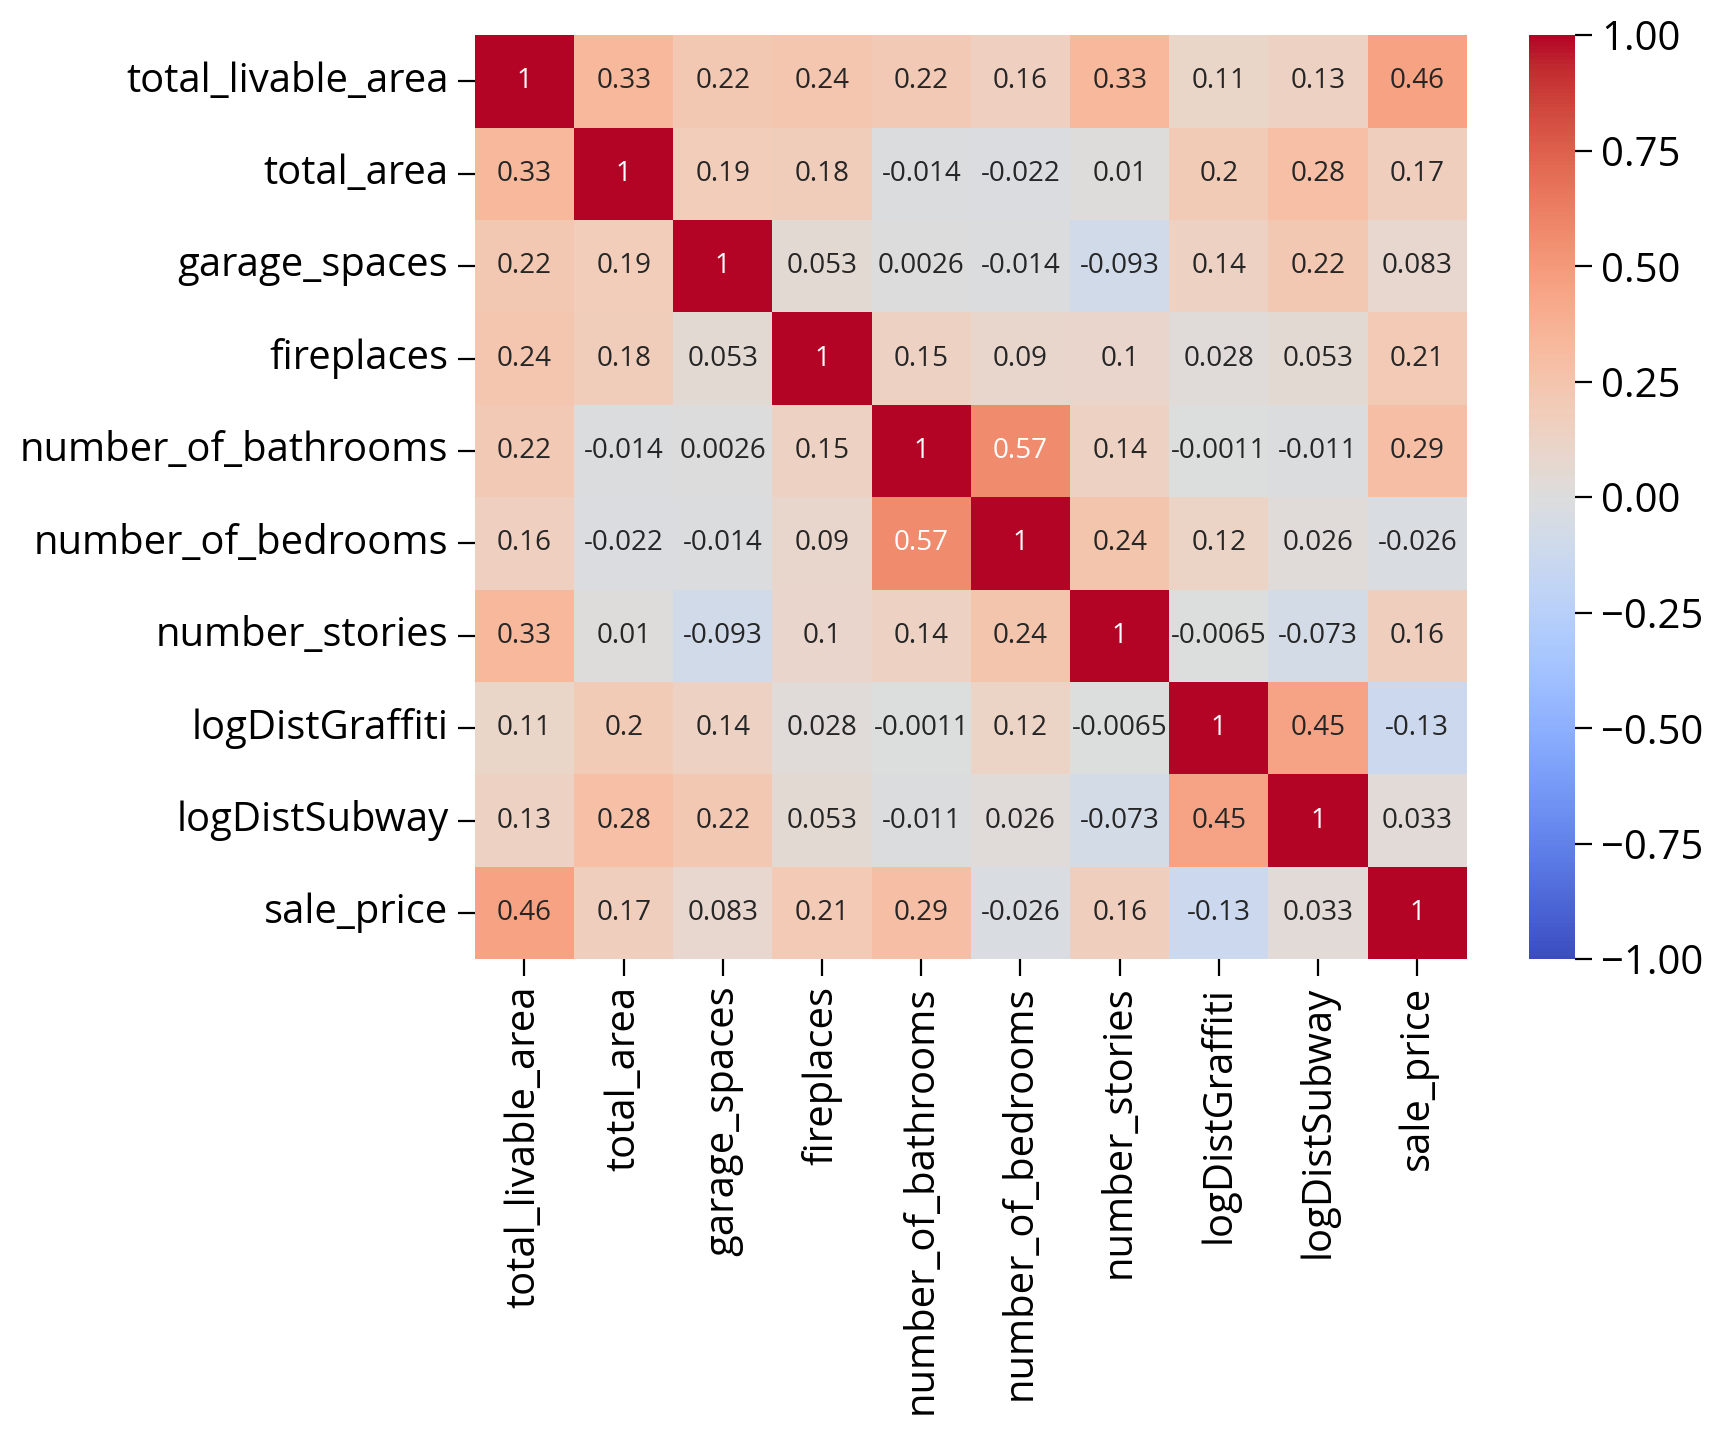 total_livable_area 1 0.33 0.22 0.24 0.22 0.16 0.33 0.11 0.13 0.46
total_area 0.33 1 0.19 0.18 -0.014 -0.022 0.01 0.2 0.28 0.17
garage_spaces 0.22 0.19 1 0.053 0.0026 -0.014 -0.093 0.14 0.22 0.083
fireplaces 0.24 0.18 0.053 1 0.15 0.09 0.1 0.028 0.053 0.21
number_of_bathrooms 0.22 -0.014 0.0026 0.15 1 0.57 0.14 -0.0011 -0.011 0.29
number_of_bedrooms 0.16 -0.022 -0.014 0.09 0.57 1 0.24 0.12 0.026 -0.026
number_stories 0.33 0.01 -0.093 0.1 0.14 0.24 1 -0.0065 -0.073 0.16
logDistGraffiti 0.11 0.2 0.14 0.028 -0.0011 0.12 -0.0065 1 0.45 -0.13
logDistSubway 0.13 0.28 0.22 0.053 -0.011 0.026 -0.073 0.45 1 0.033
sale_price 0.46 0.17 0.083 0.21 0.29 -0.026 0.16 -0.13 0.033 1
total_livable_area
total_area
garage_spaces
fireplaces
number_of_bathrooms
number_of_bedrooms
number_stories
logDistGraffiti
logDistSubway
sale_price
1.00
0.75
0.50
0.25
0.00
−0.25
−0.50
−0.75
−1.00